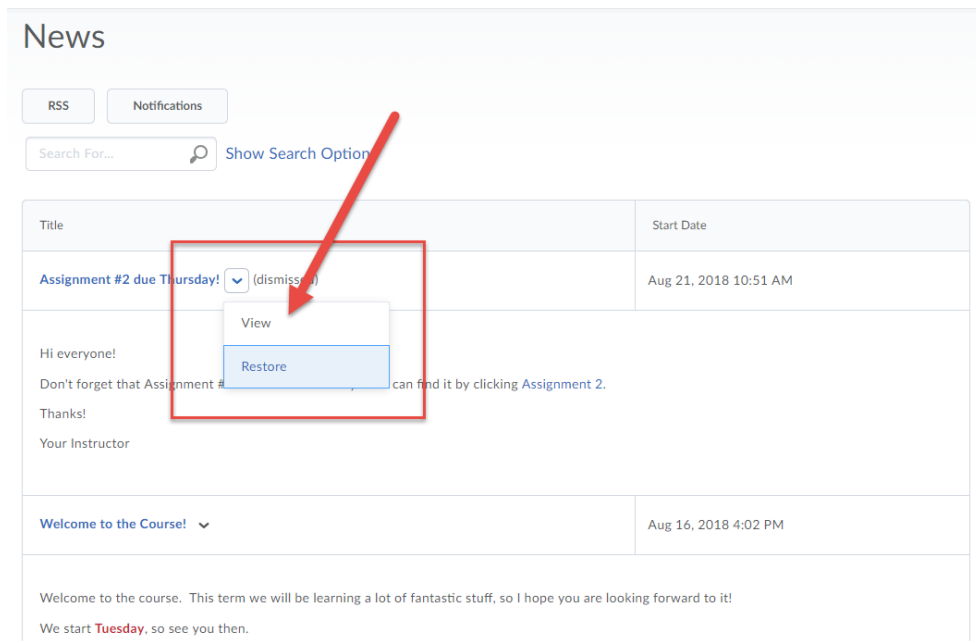 News
RSS Notifications
Search For... Show Search Option
Title Start Date
Assignment #2 due Thursday! (dismissed) Aug 21, 2018 10:51 AM
View
Restore
Hi everyone!
Don't forget that Assignment # can find it by clicking Assignment 2.
Thanks!
Your Instructor
Welcome to the Course! Aug 16, 2018 4:02 PM
Welcome to the course. This term we will be learning a lot of fantastic stuff, so I hope you are looking forward to it!
We start Tuesday, so see you then.